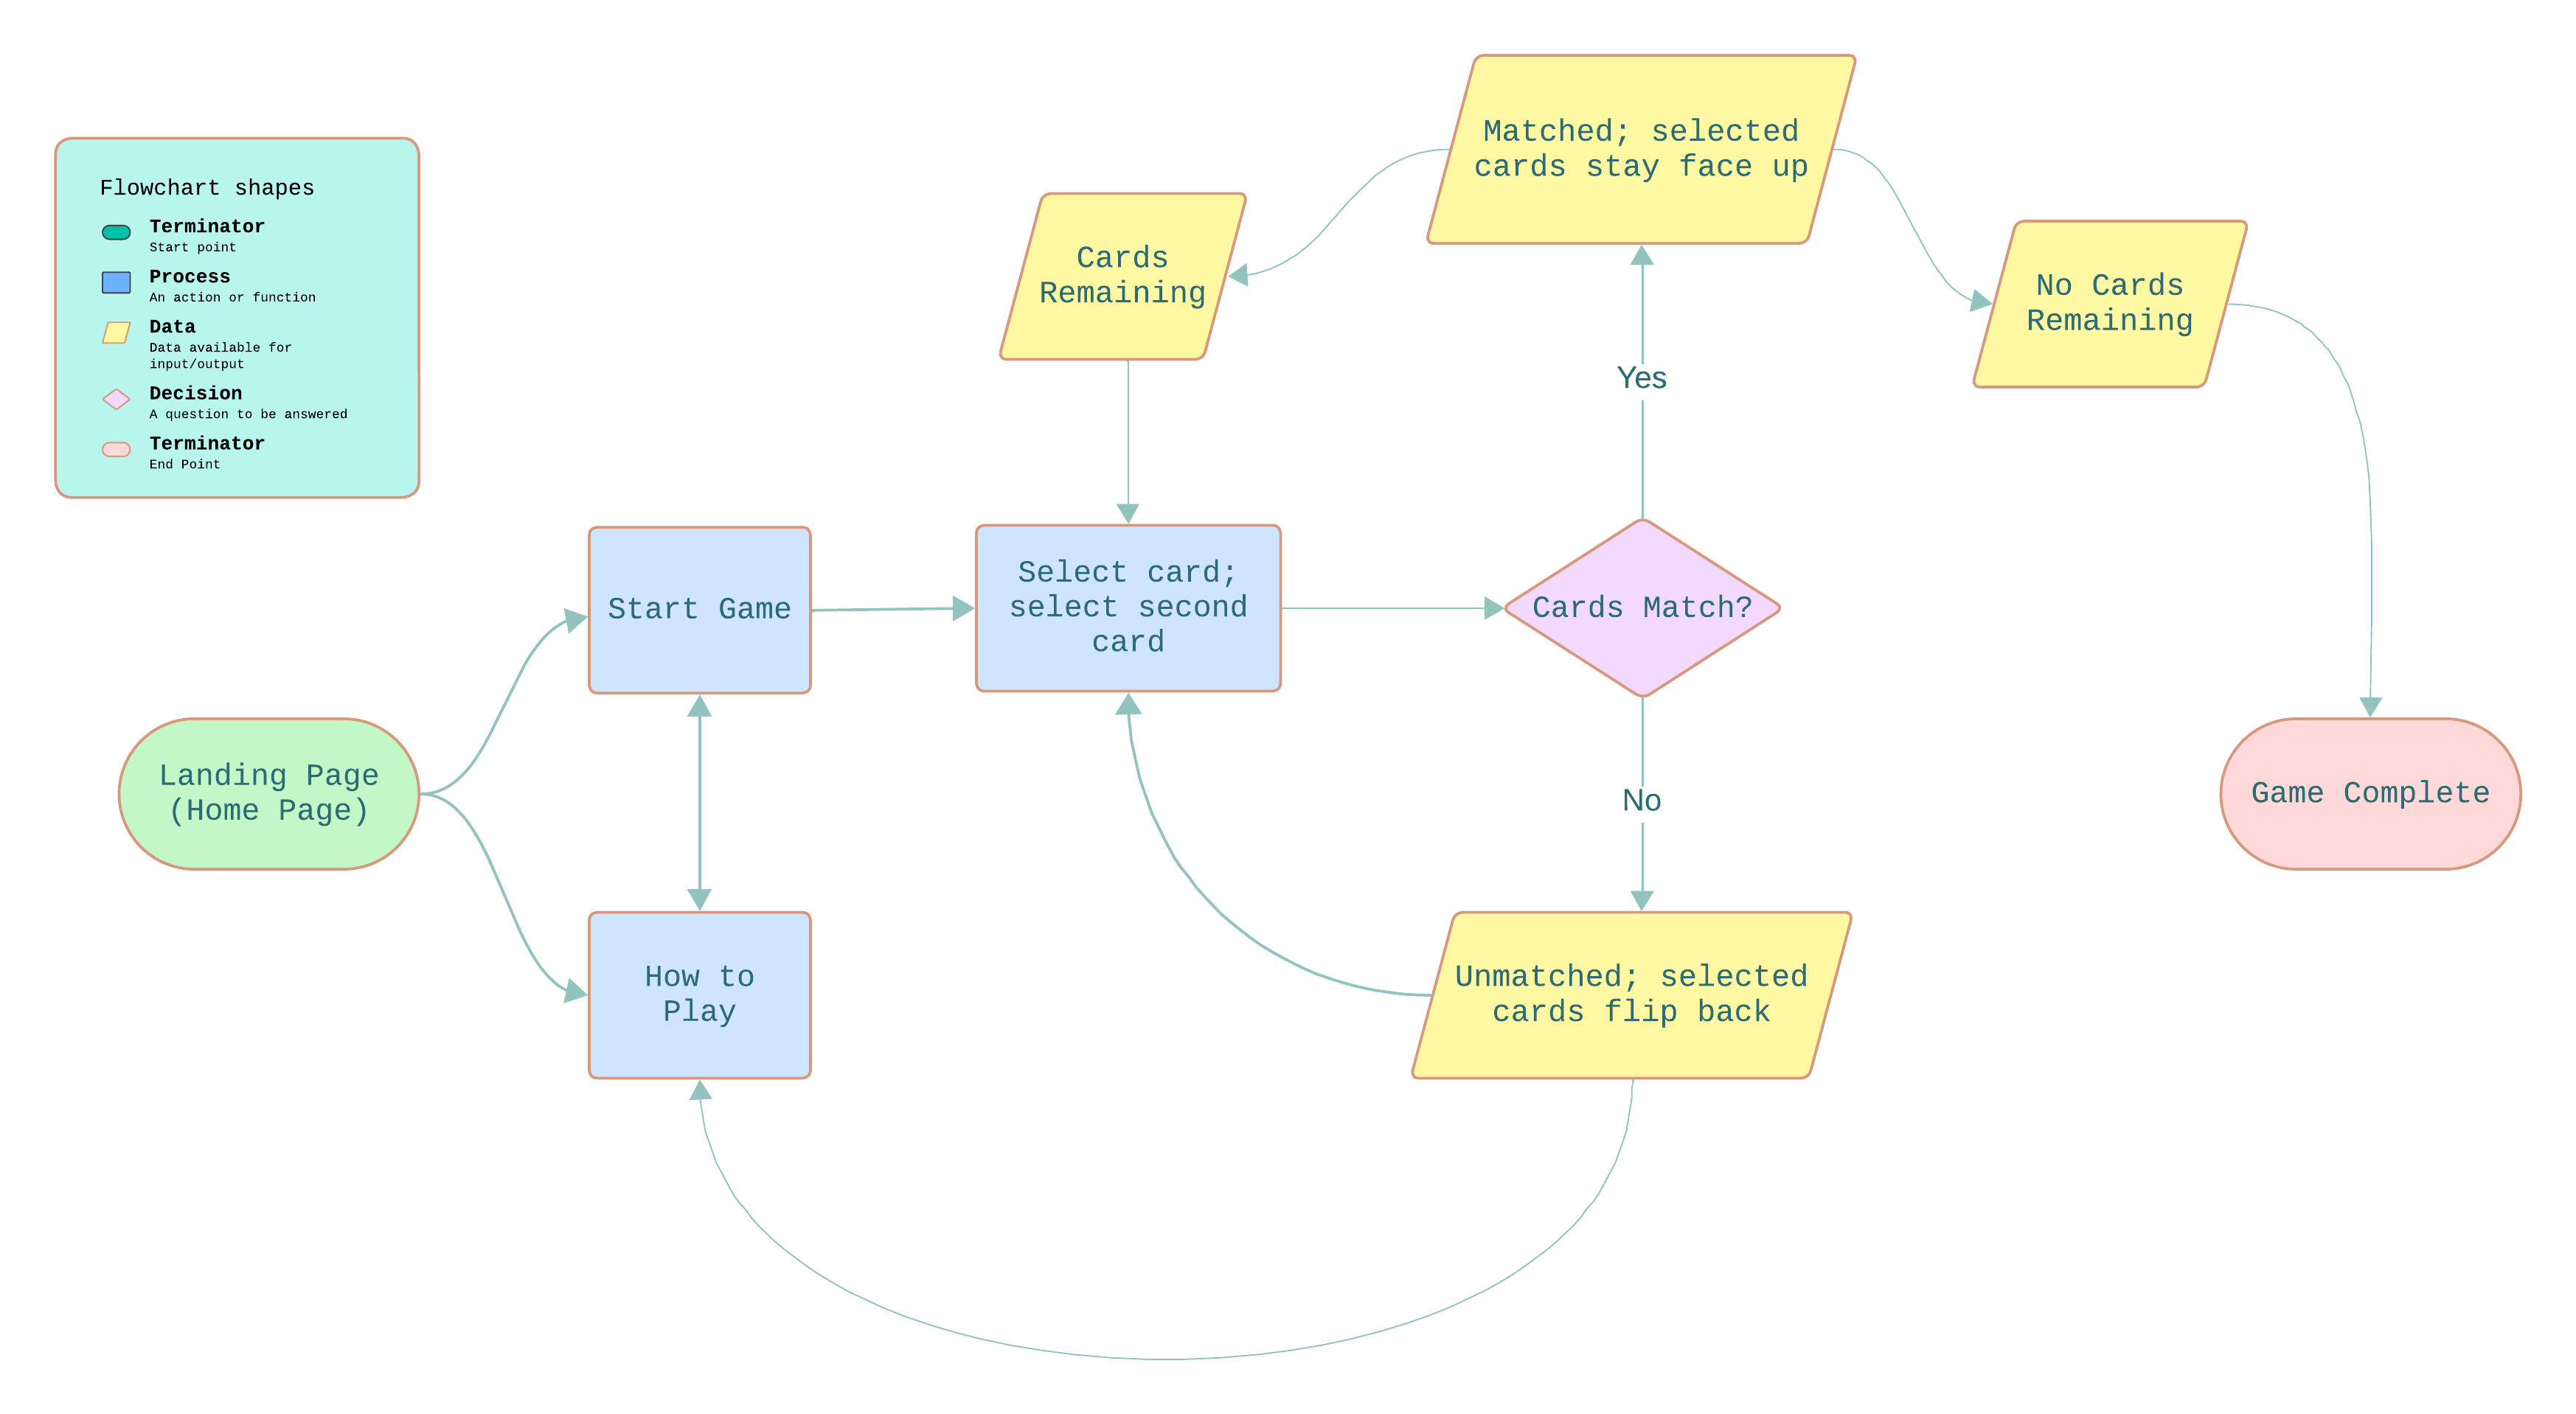 Flowchart shapes
Terminator
Start point
Process
An action or function
Data
Data available for
input/output
Decision
A question to be answered
Terminator
End Point
Matched; selected
cards stay face up
Cards
Remaining
No Cards
Remaining
Yes
Start Game
Select card;
select second
card
Cards Match?
Landing Page
(Home Page)
No
Game Complete
How to
Play
Unmatched; selected
cards flip back